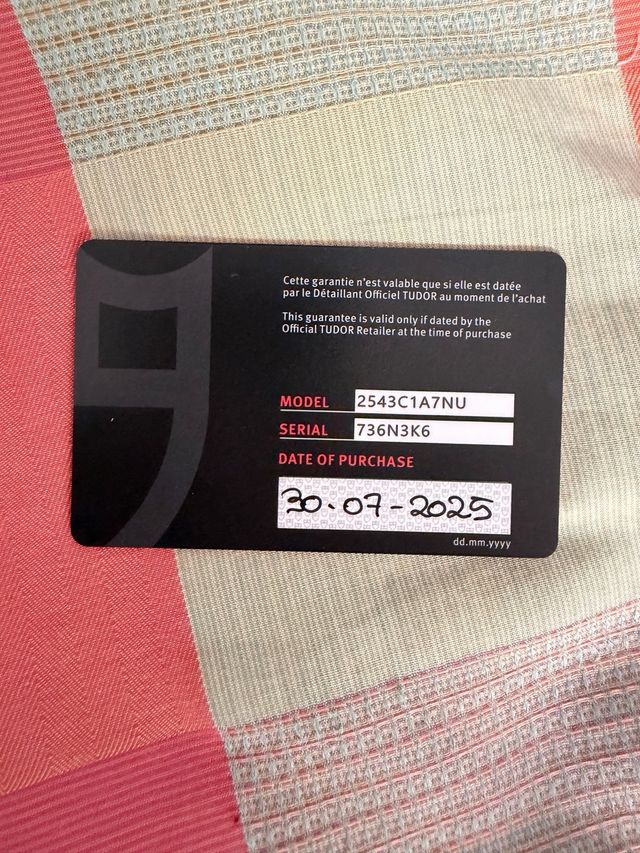 Cette garantie n'est valable que si elle est datée
par le Détaillant Officiel TUDOR au moment de l'achat
This guarantee is valid only if dated by the
Official TUDOR Retailer at the time of purchase
MODEL 2543C1A7NU
SERIAL 736N3K6
DATE OF PURCHASE
30.07-2025
dd.mm.yyyy